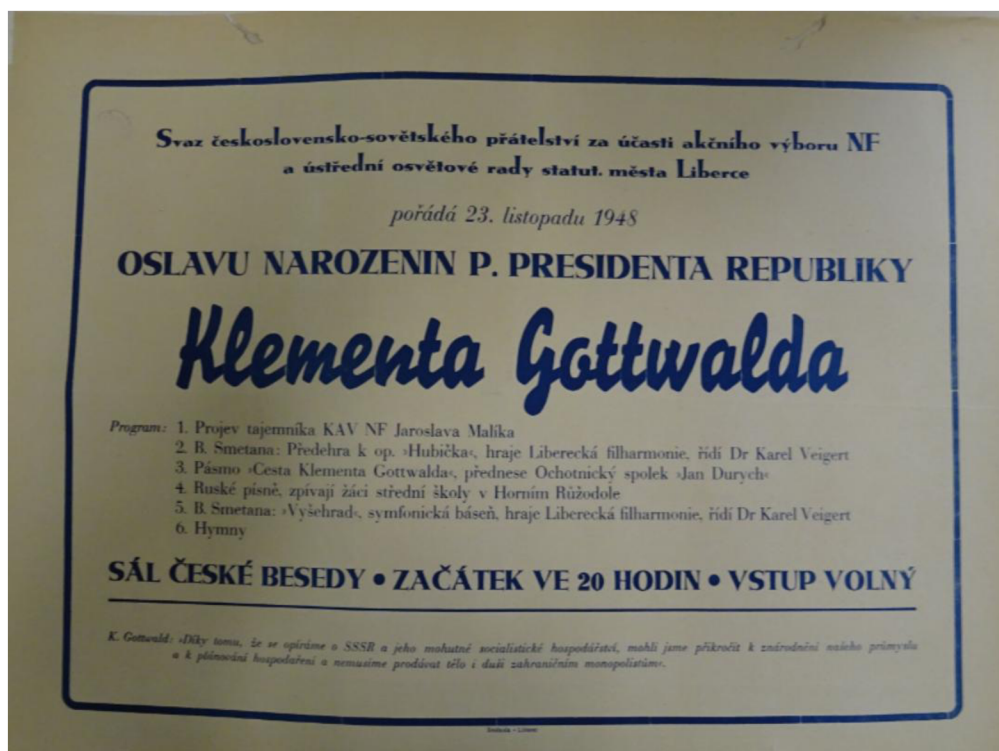 Svaz československo-sovětského přátelství za účasti akčního výboru NF
a ústřední osvětové rady statut. města Liberce
pořádá 23. listopadu 1948
OSLAVU NAROZENIN P. PRESIDENTA REPUBLIKY
Klementa Gottwalda
Program: 1. Projev tajemníka KAV NF Jaroslava Malíka
2. B. Smetana: Předehra k op. »Hubička«, hraje Liberecká filharmonie, řídí Dr Karel Veigert
3. Pásmo »Cesta Klementa Gottwalda«, přednese Ochotnický spolek »Jan Durych«
4. Ruské písně, zpívají žáci střední školy v Horním Růžodole
5. B. Smetana: »Vyšehrad«, symfonická báseň, hraje Liberecká filharmonie, řídí Dr Karel Veigert
6. Hymny
SÁL ČESKÉ BESEDY • ZAČÁTEK VE 20 HODIN • VSTUP VOLNÝ
K. Gottwald: »Díky tomu, že se opíráme o SSSR a jeho mohutné socialistické hospodářství, mohli jsme přikročit k znárodnění našeho průmyslu
a k plánování hospodaření a nemusíme prodávat tělo i duši zahraničním monopolistům«.